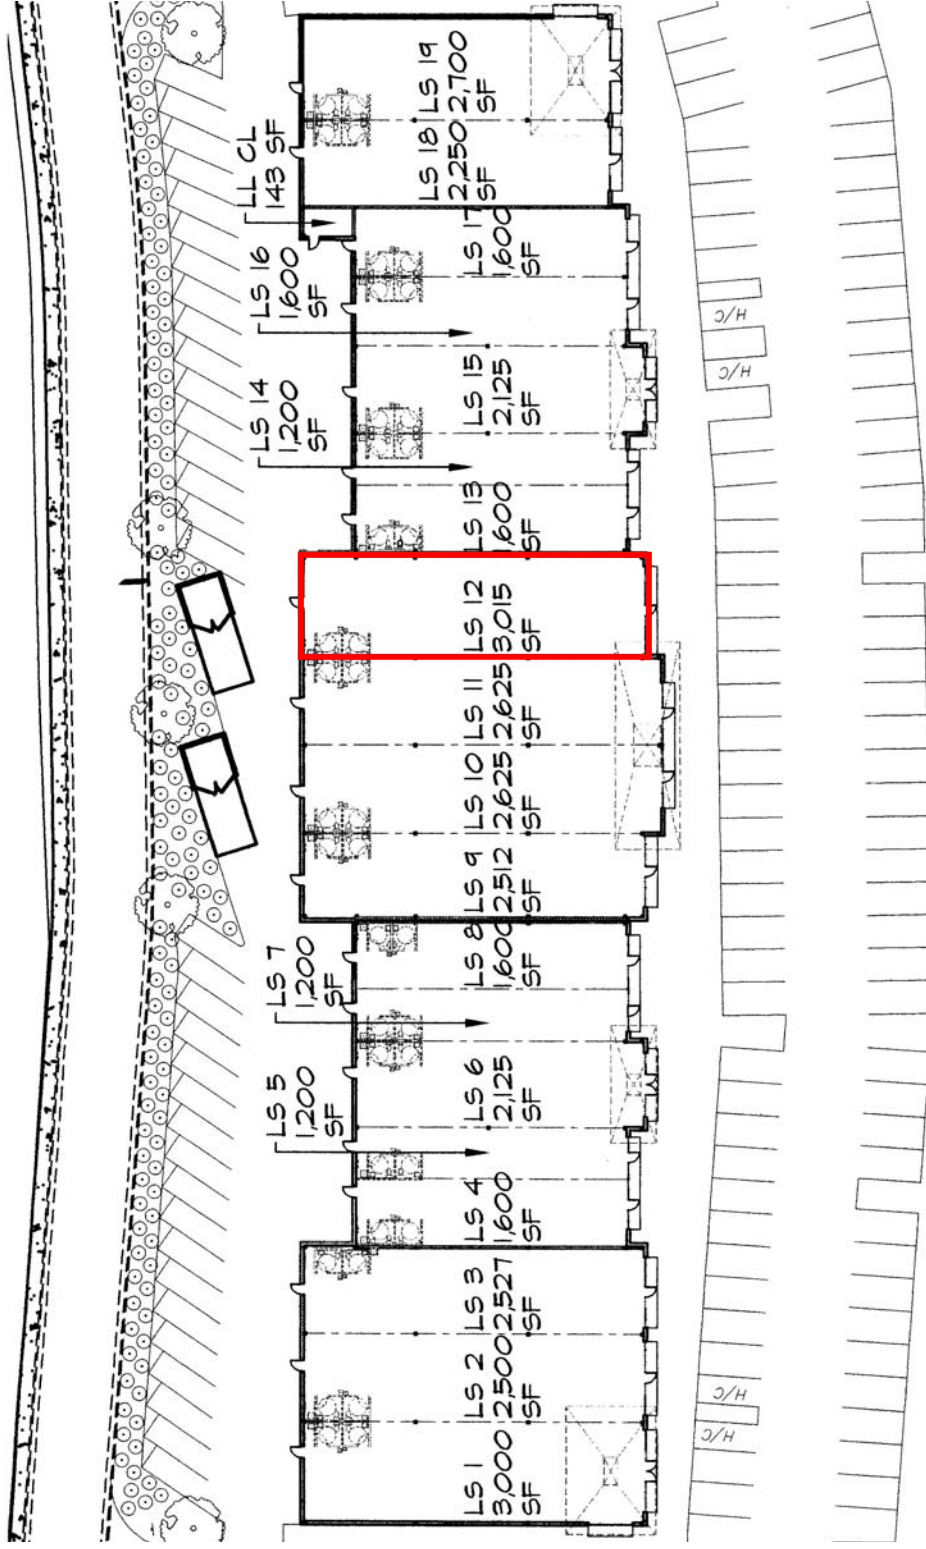 LS 19
2,700
SF
LS 18
2,250
SF
LL CL
143 SF
LS 17
1,600
SF
LS 16
1,600
SF
LS 15
2,125
SF
LS 14
1,200
SF
LS 13
1,600
SF
LS 12
3,015
SF
LS 11
2,625
SF
LS 10
2,625
SF
LS 9
2,512
SF
LS 8
1,600
SF
LS 7
1,200
SF
LS 6
2,125
SF
LS 5
1,200
SF
LS 4
1,600
SF
LS 3
2,527
SF
LS 2
2,500
SF
LS 1
3,000
SF
H/C
H/C
H/C
H/C